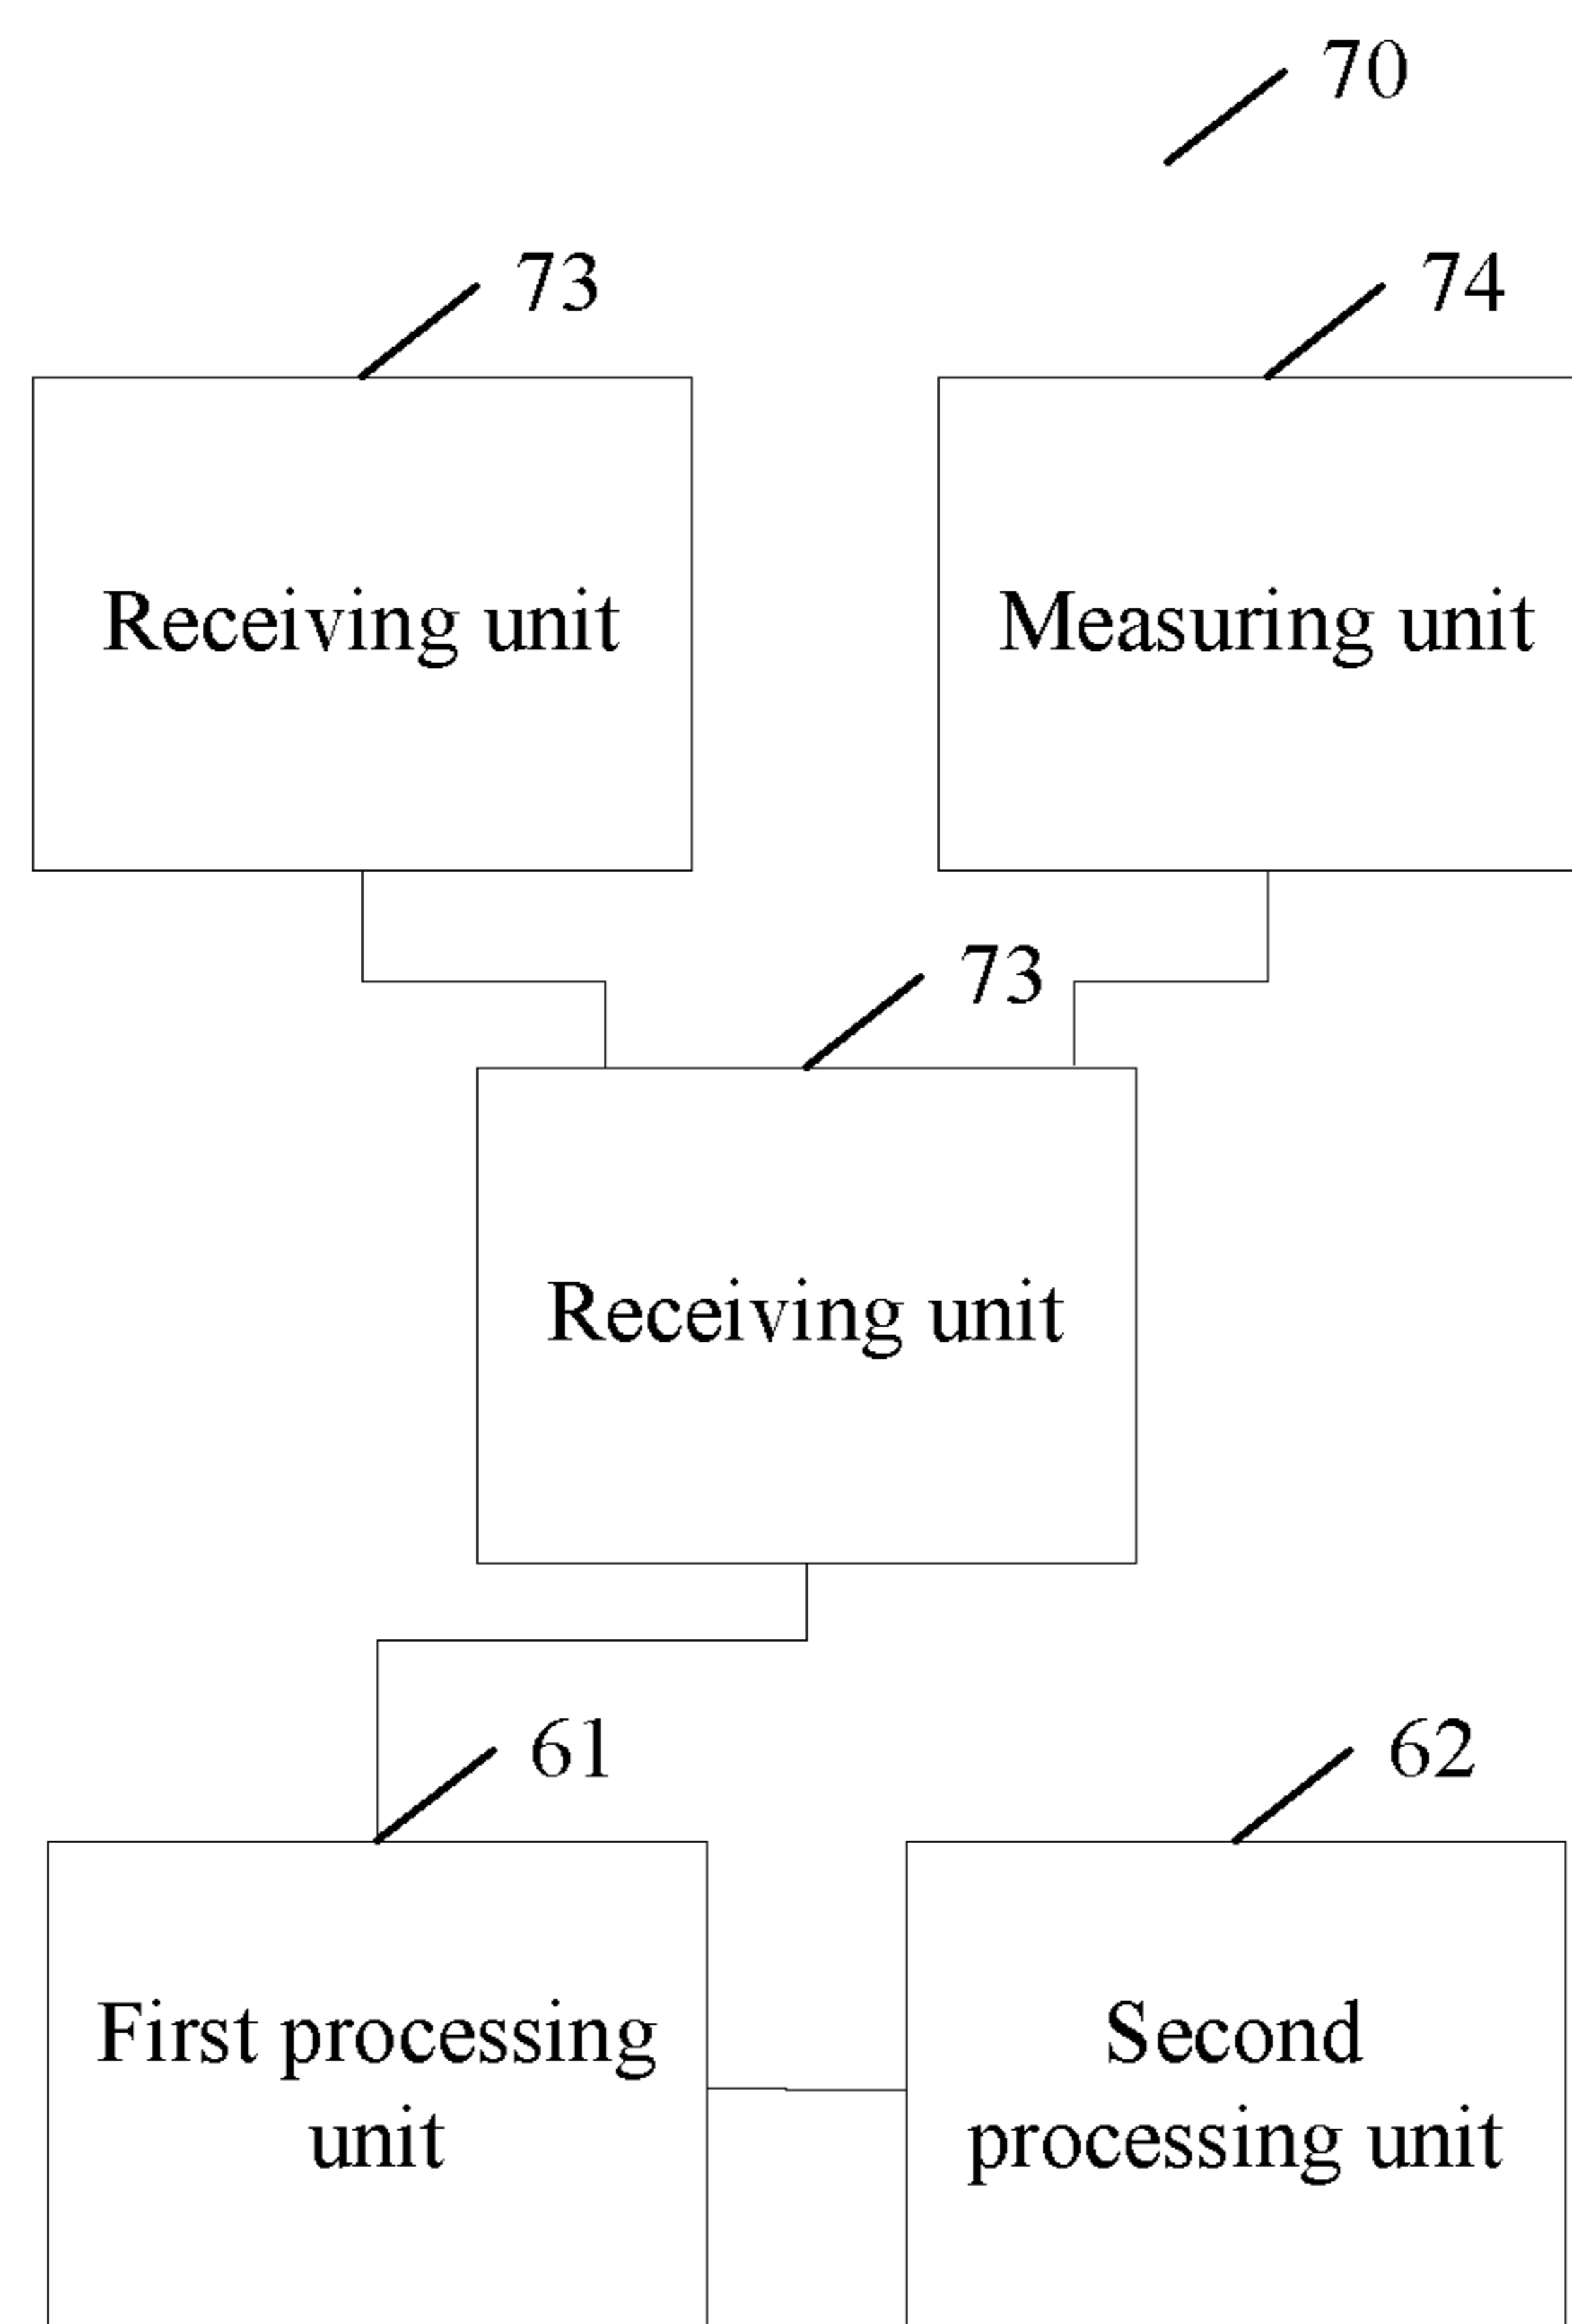 70
73
74
Receiving unit
Measuring unit
73
Receiving unit
61
62
First processing
unit
Second
processing unit